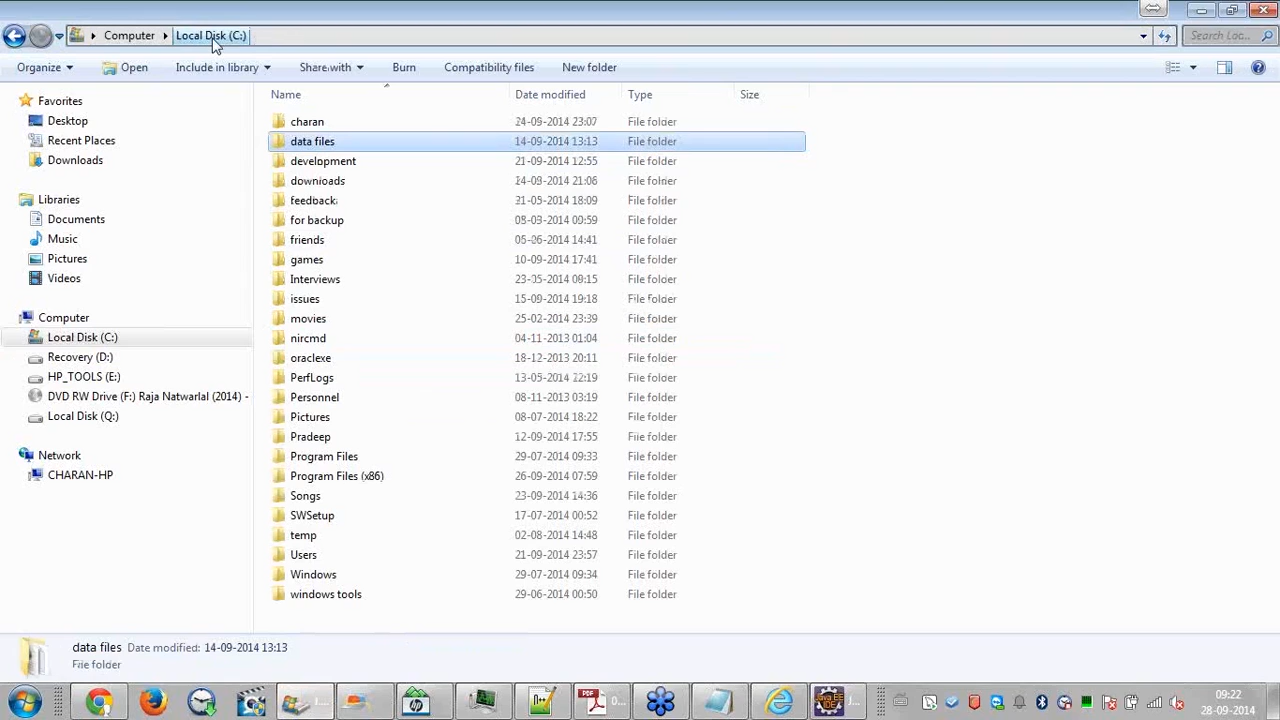 Computer Local Disk (C:) Search Loc...
Organize Open Include in library Share with Burn Compatibility files New folder
Favorites
Desktop
Recent Places
Downloads
Libraries
Documents
Music
Pictures
Videos
Computer
Local Disk (C:)
Recovery (D:)
HP_TOOLS (E:)
DVD RW Drive (F:) Raja Natwarlal (2014) -
Local Disk (Q:)
Network
CHARAN-HP
Name Date modified Type Size
charan 24-09-2014 23:07 File folder
data files 14-09-2014 13:13 File folder
development 21-09-2014 12:55 File folder
downloads 24-09-2014 21:06 File folder
feedback 18:09 File folder
for backup 09:59 File folder
friends 14:41 File folder
games 10-09-2014 17:41 File folder
Interviews 23-05-2014 09:15 File folder
issues 15-09-2014 19:18 File folder
movies 25-02-2014 23:39 File folder
nircmd 04-11-2013 01:04 File folder
oraclexe 18-12-2013 20:11 File folder
PerfLogs 13-05-2014 22:19 File folder
Personnel 08-11-2013 03:19 File folder
Pictures 08-07-2014 18:22 File folder
Pradeep 12-09-2014 17:55 File folder
Program Files 29-07-2014 09:33 File folder
Program Files (x86) 26-09-2014 07:59 File folder
Songs 23-09-2014 14:36 File folder
SWSetup 17-07-2014 00:52 File folder
temp 02-08-2014 14:48 File folder
Users 21-09-2014 23:57 File folder
Windows 29-07-2014 09:34 File folder
windows tools 29-06-2014 00:50 File folder
data files Date modified: 14-09-2014 13:13
File folder
09:22
28-09-2014